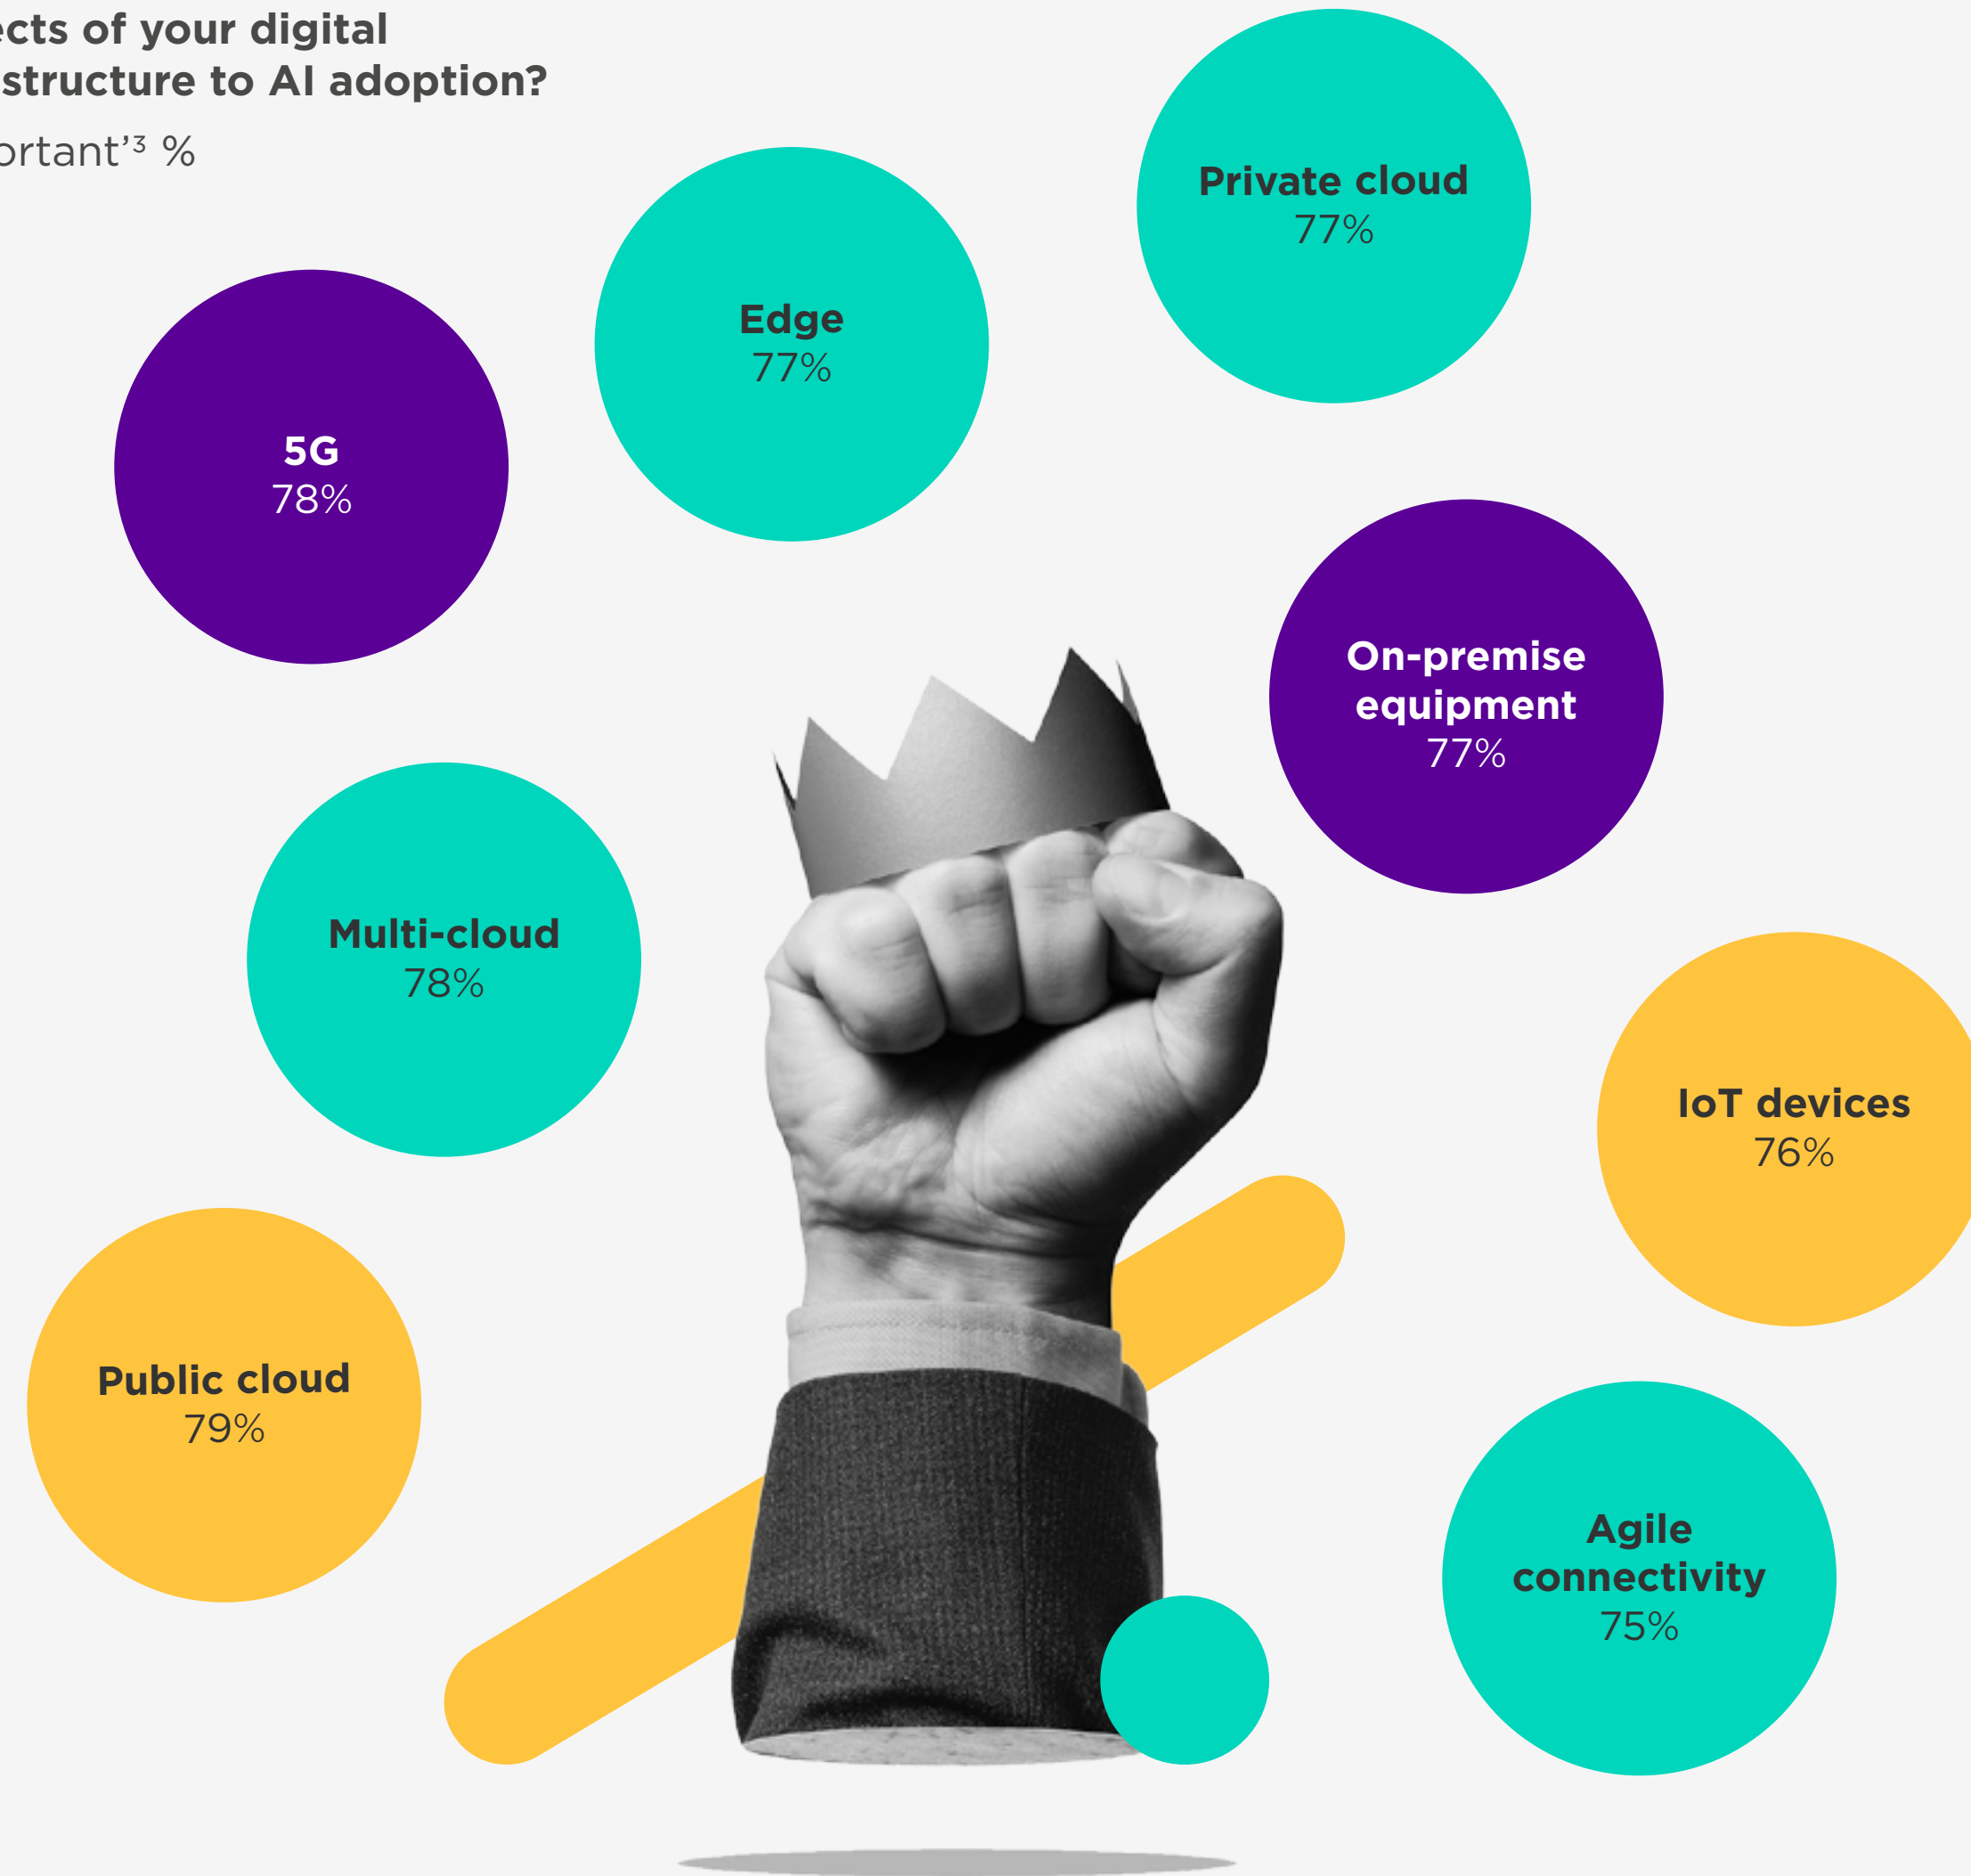 ects of your digital
structure to AI adoption?
ortant’³ %
Private cloud
77%
Edge
77%
5G
78%
On-premise
equipment
77%
Multi-cloud
78%
IoT devices
76%
Public cloud
79%
Agile
connectivity
75%